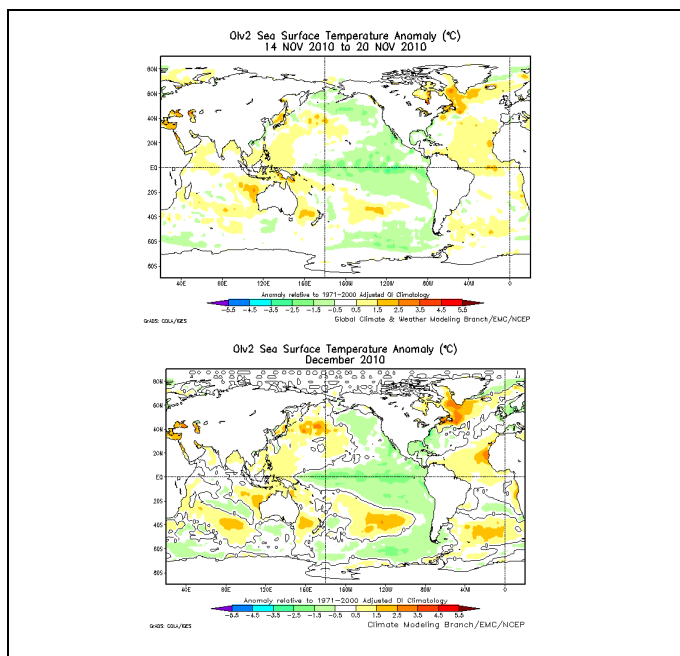 OIv2 Sea Surface Temperature Anomaly (°C)
14 NOV 2010 to 20 NOV 2010
80N
60N
40N
20N
EQ
20S
40S
60S
80S
40E 80E 120E 160E 160W 120W 80W 40W 0
Anomaly relative to 1971-2000 Adjusted OI Climatology
-5.5 -4.5 -3.5 -2.5 -1.5 -0.5 0.5 1.5 2.5 3.5 4.5 5.5
GrADS: COLA/IGES Global Climate & Weather Modeling Branch/EMC/NCEP
OIv2 Sea Surface Temperature Anomaly (°C)
December 2010
80N
60N
40N
20N
EQ
20S
40S
60S
80S
40E 80E 120E 160E 160W 120W 80W 40W 0
Anomaly relative to 1971-2000 Adjusted OI Climatology
-5.5 -4.5 -3.5 -2.5 -1.5 -0.5 0.5 1.5 2.5 3.5 4.5 5.5
GrADS: COLA/IGES Climate Modeling Branch/EMC/NCEP